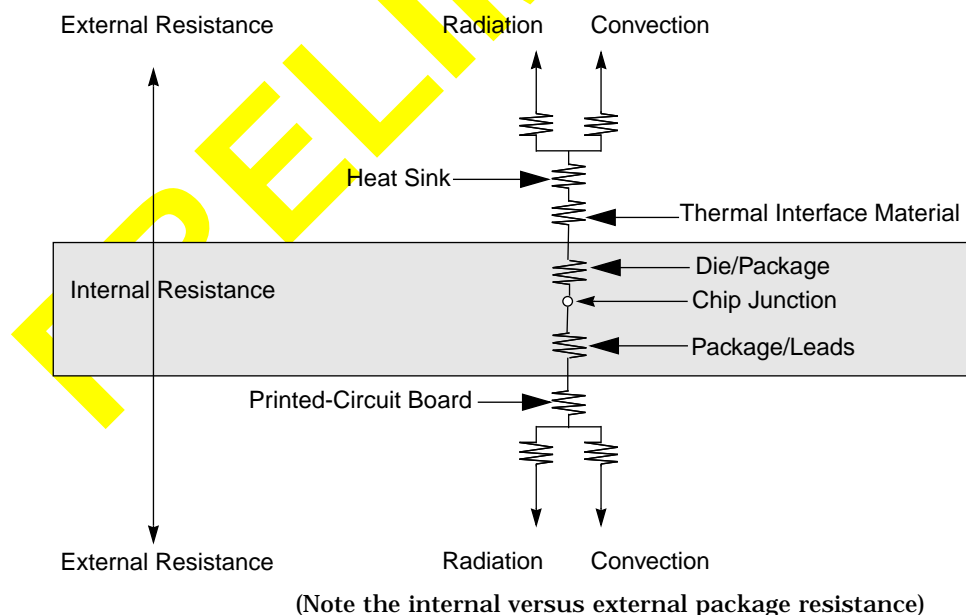 External Resistance
Radiation Convection
Heat Sink
Thermal Interface Material
Die/Package
Internal Resistance
Chip Junction
Package/Leads
Printed-Circuit Board
External Resistance
Radiation Convection
(Note the internal versus external package resistance)